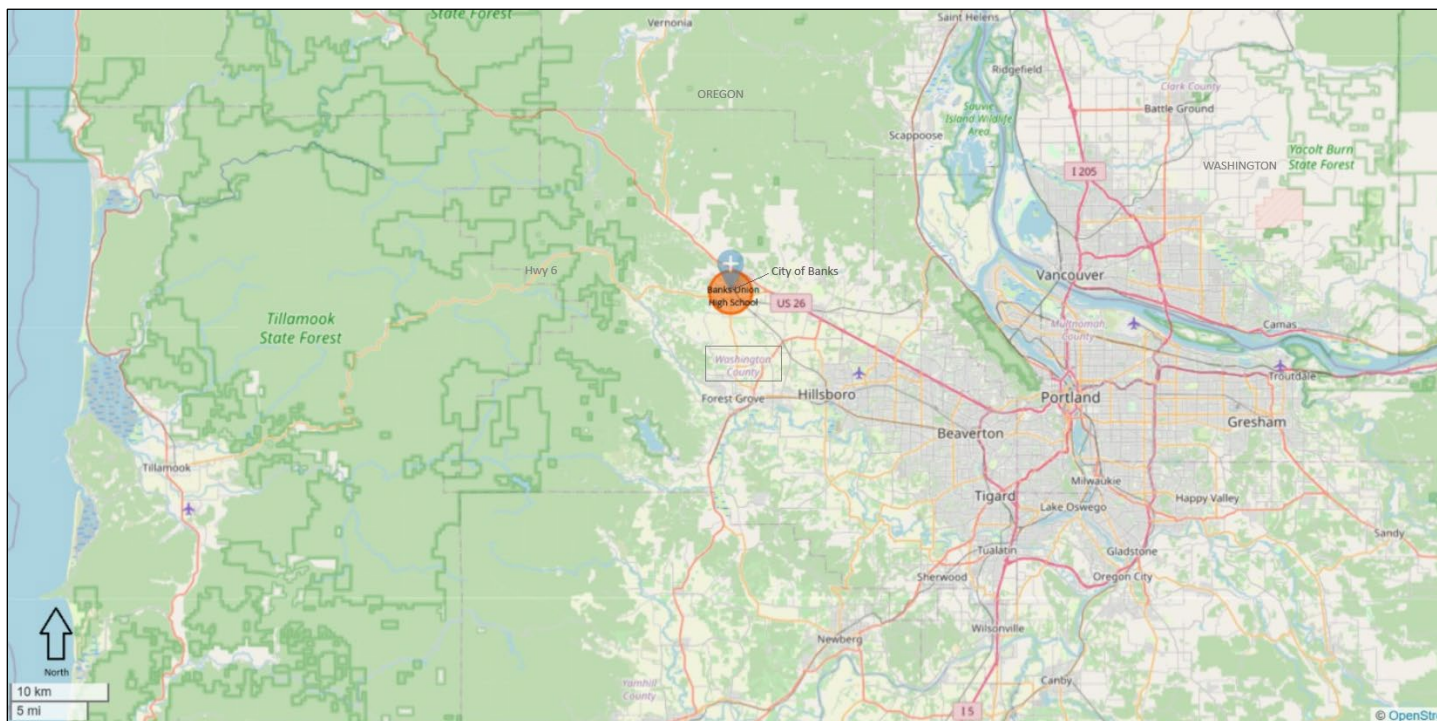 State Forest
Vernonia
Saint Helens
Ridgefield
Clark County
OREGON
Battle Ground
Sauvie
Island Wildlife
Area
Scappoose
Yacolt Burn
State Forest
WASHINGTON
I 205
Hwy 6
City of Banks
Vancouver
Banks Union
High School
US 26
Tillamook
State Forest
Multnomah
County
Camas
Washington
County
Troutdale
Forest Grove
Hillsboro
Portland
Gresham
Beaverton
Tillamook
Milwaukie
Tigard
Happy Valley
Lake Oswego
Sandy
Tualatin
Gladstone
Sherwood
Oregon City
Wilsonville
Newberg
North
Yamhill
County
Canby
10 km
5 mi
I 5
© OpenStr